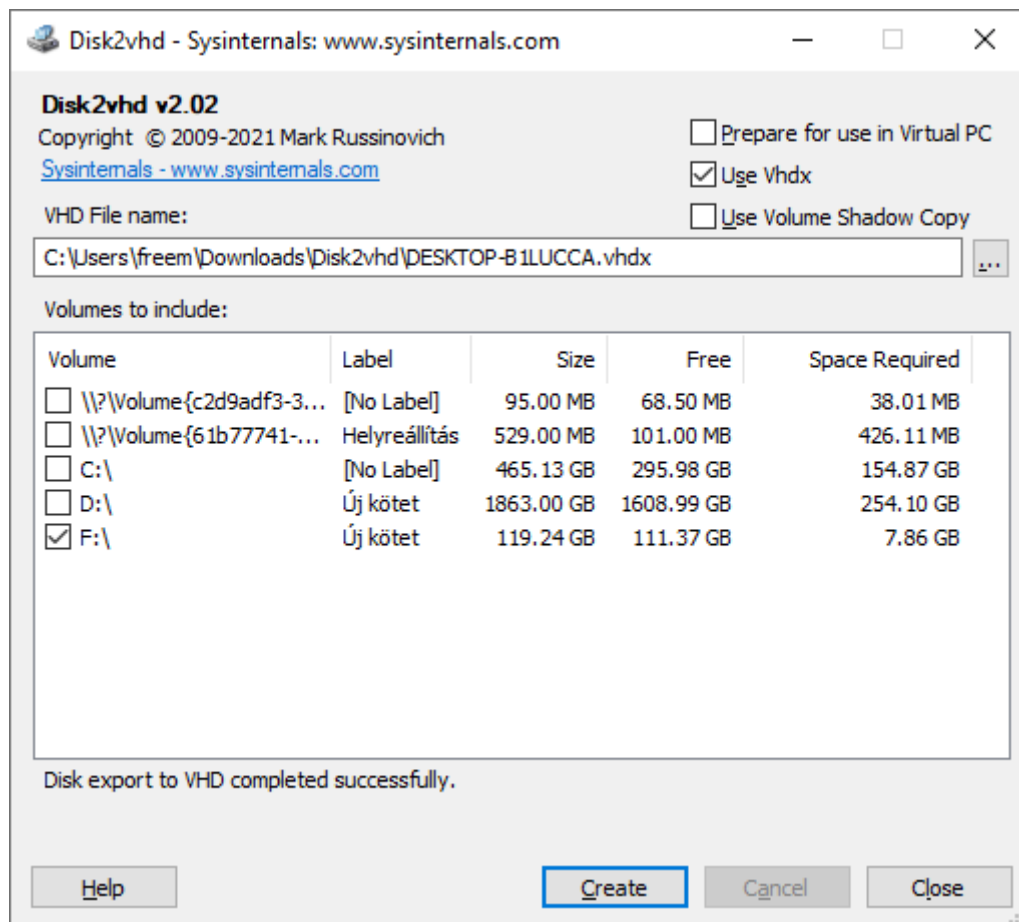 Disk2vhd - Sysinternals: www.sysinternals.com
Disk2vhd v2.02
Copyright © 2009-2021 Mark Russinovich
Sysinternals - www.sysinternals.com
Prepare for use in Virtual PC
Use Vhdx
Use Volume Shadow Copy
VHD File name:
C:\Users\freem\Downloads\Disk2vhd\DESKTOP-B1LUCCA.vhdx
...
Volumes to include:
Volume Label Size Free Space Required
\\?\Volume{c2d9adf3-3... [No Label] 95.00 MB 68.50 MB 38.01 MB
\\?\Volume{61b77741-... Helyreállítás 529.00 MB 101.00 MB 426.11 MB
C:\ [No Label] 465.13 GB 295.98 GB 154.87 GB
D:\ Új kötet 1863.00 GB 1608.99 GB 254.10 GB
F:\ Új kötet 119.24 GB 111.37 GB 7.86 GB
Disk export to VHD completed successfully.
Help Create Cancel Close